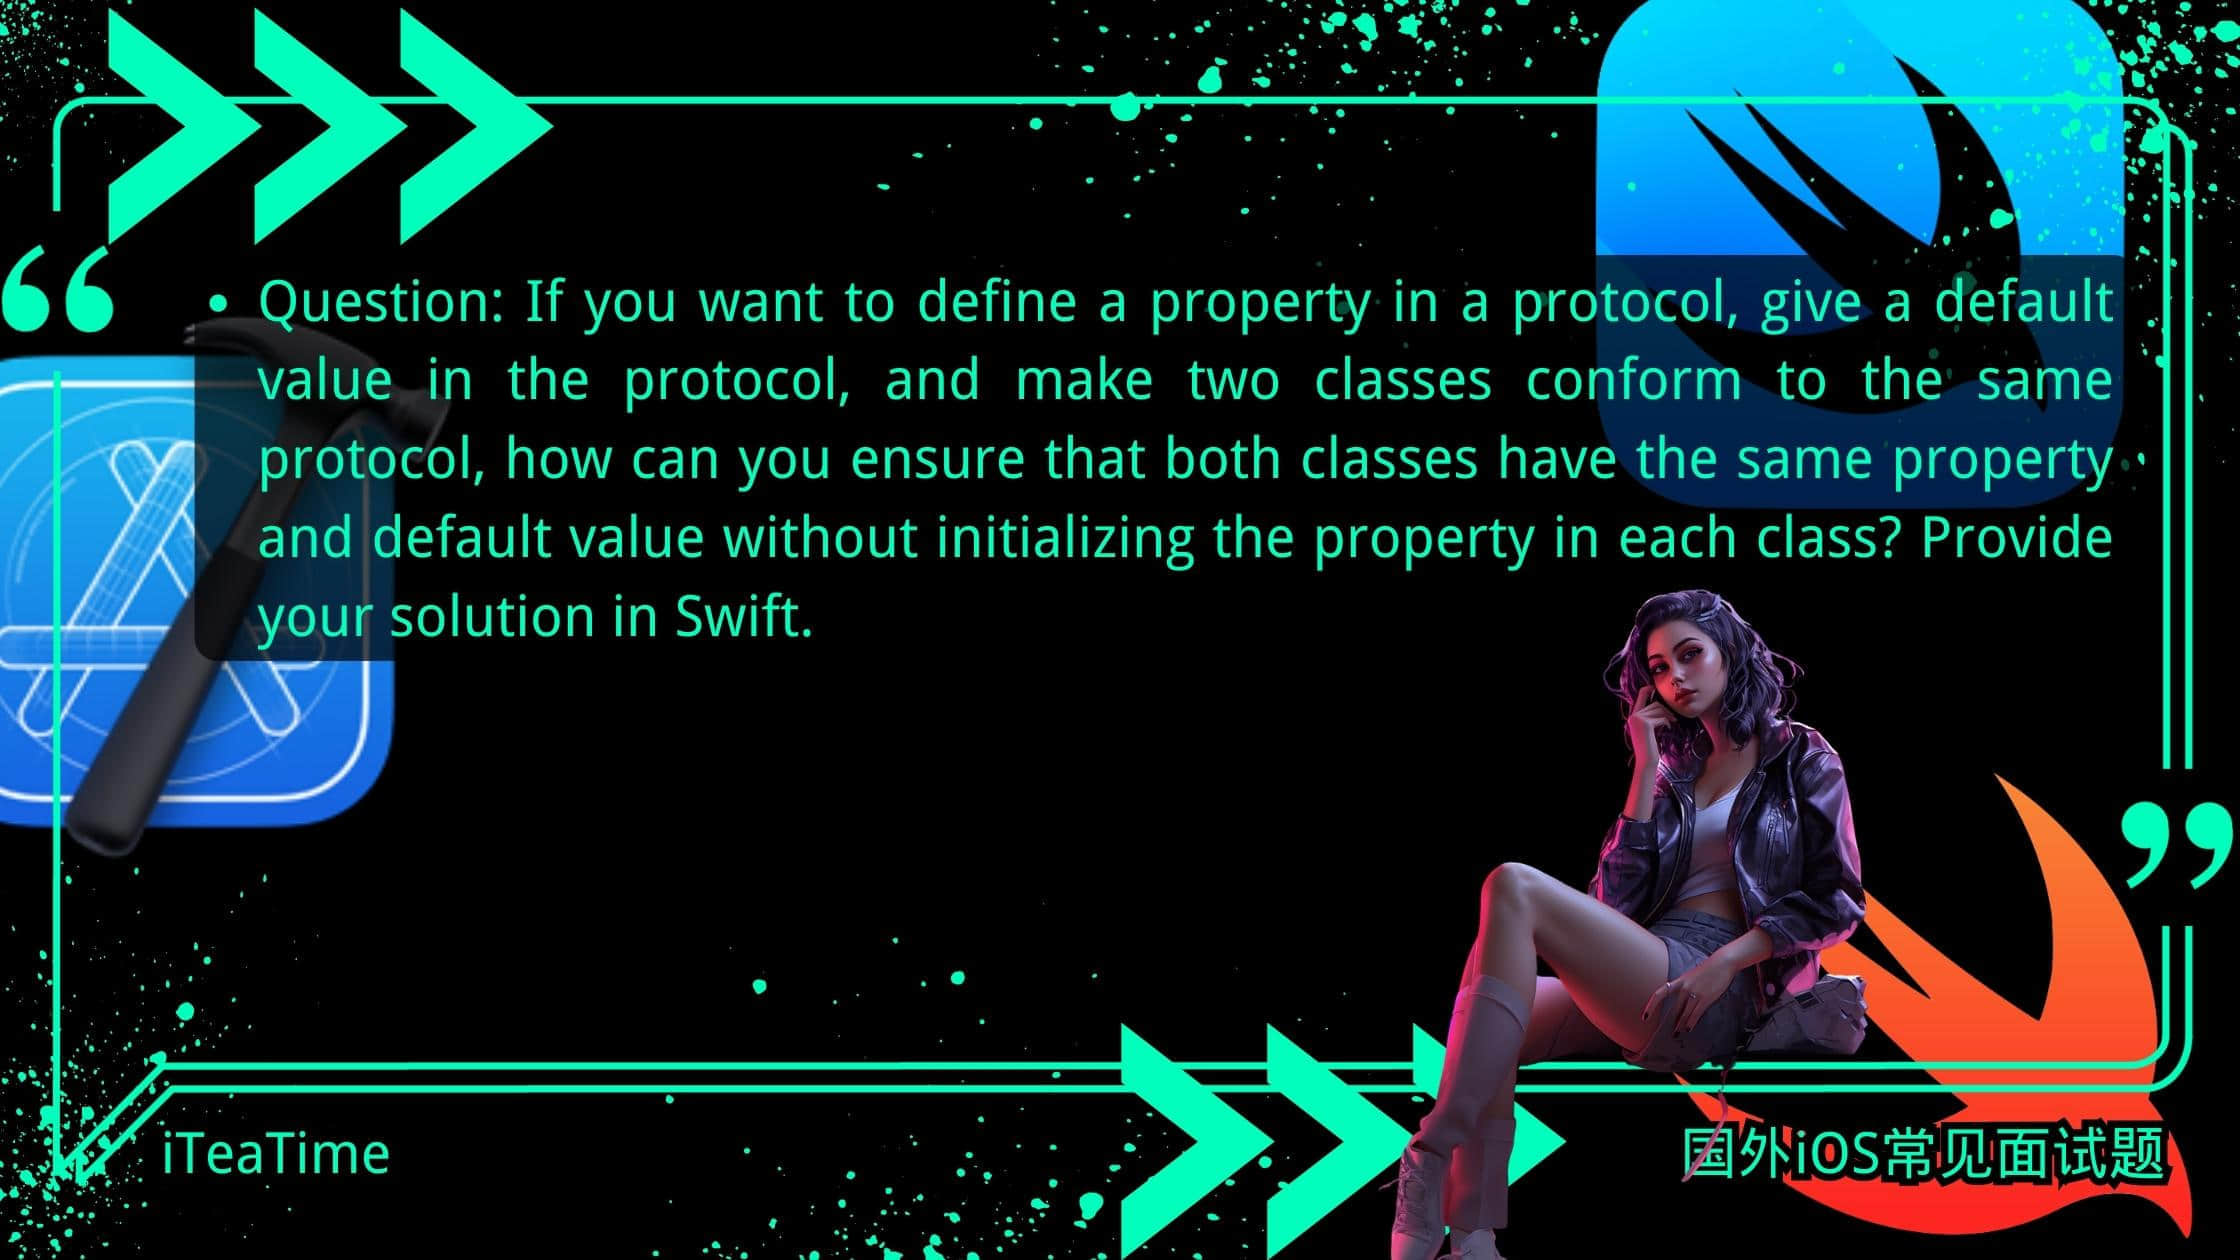 • Question: If you want to define a property in a protocol, give a default
value in the protocol, and make two classes conform to the same
protocol, how can you ensure that both classes have the same property
and default value without initializing the property in each class? Provide
your solution in Swift.
iTeaTime
国外iOS常见面试题